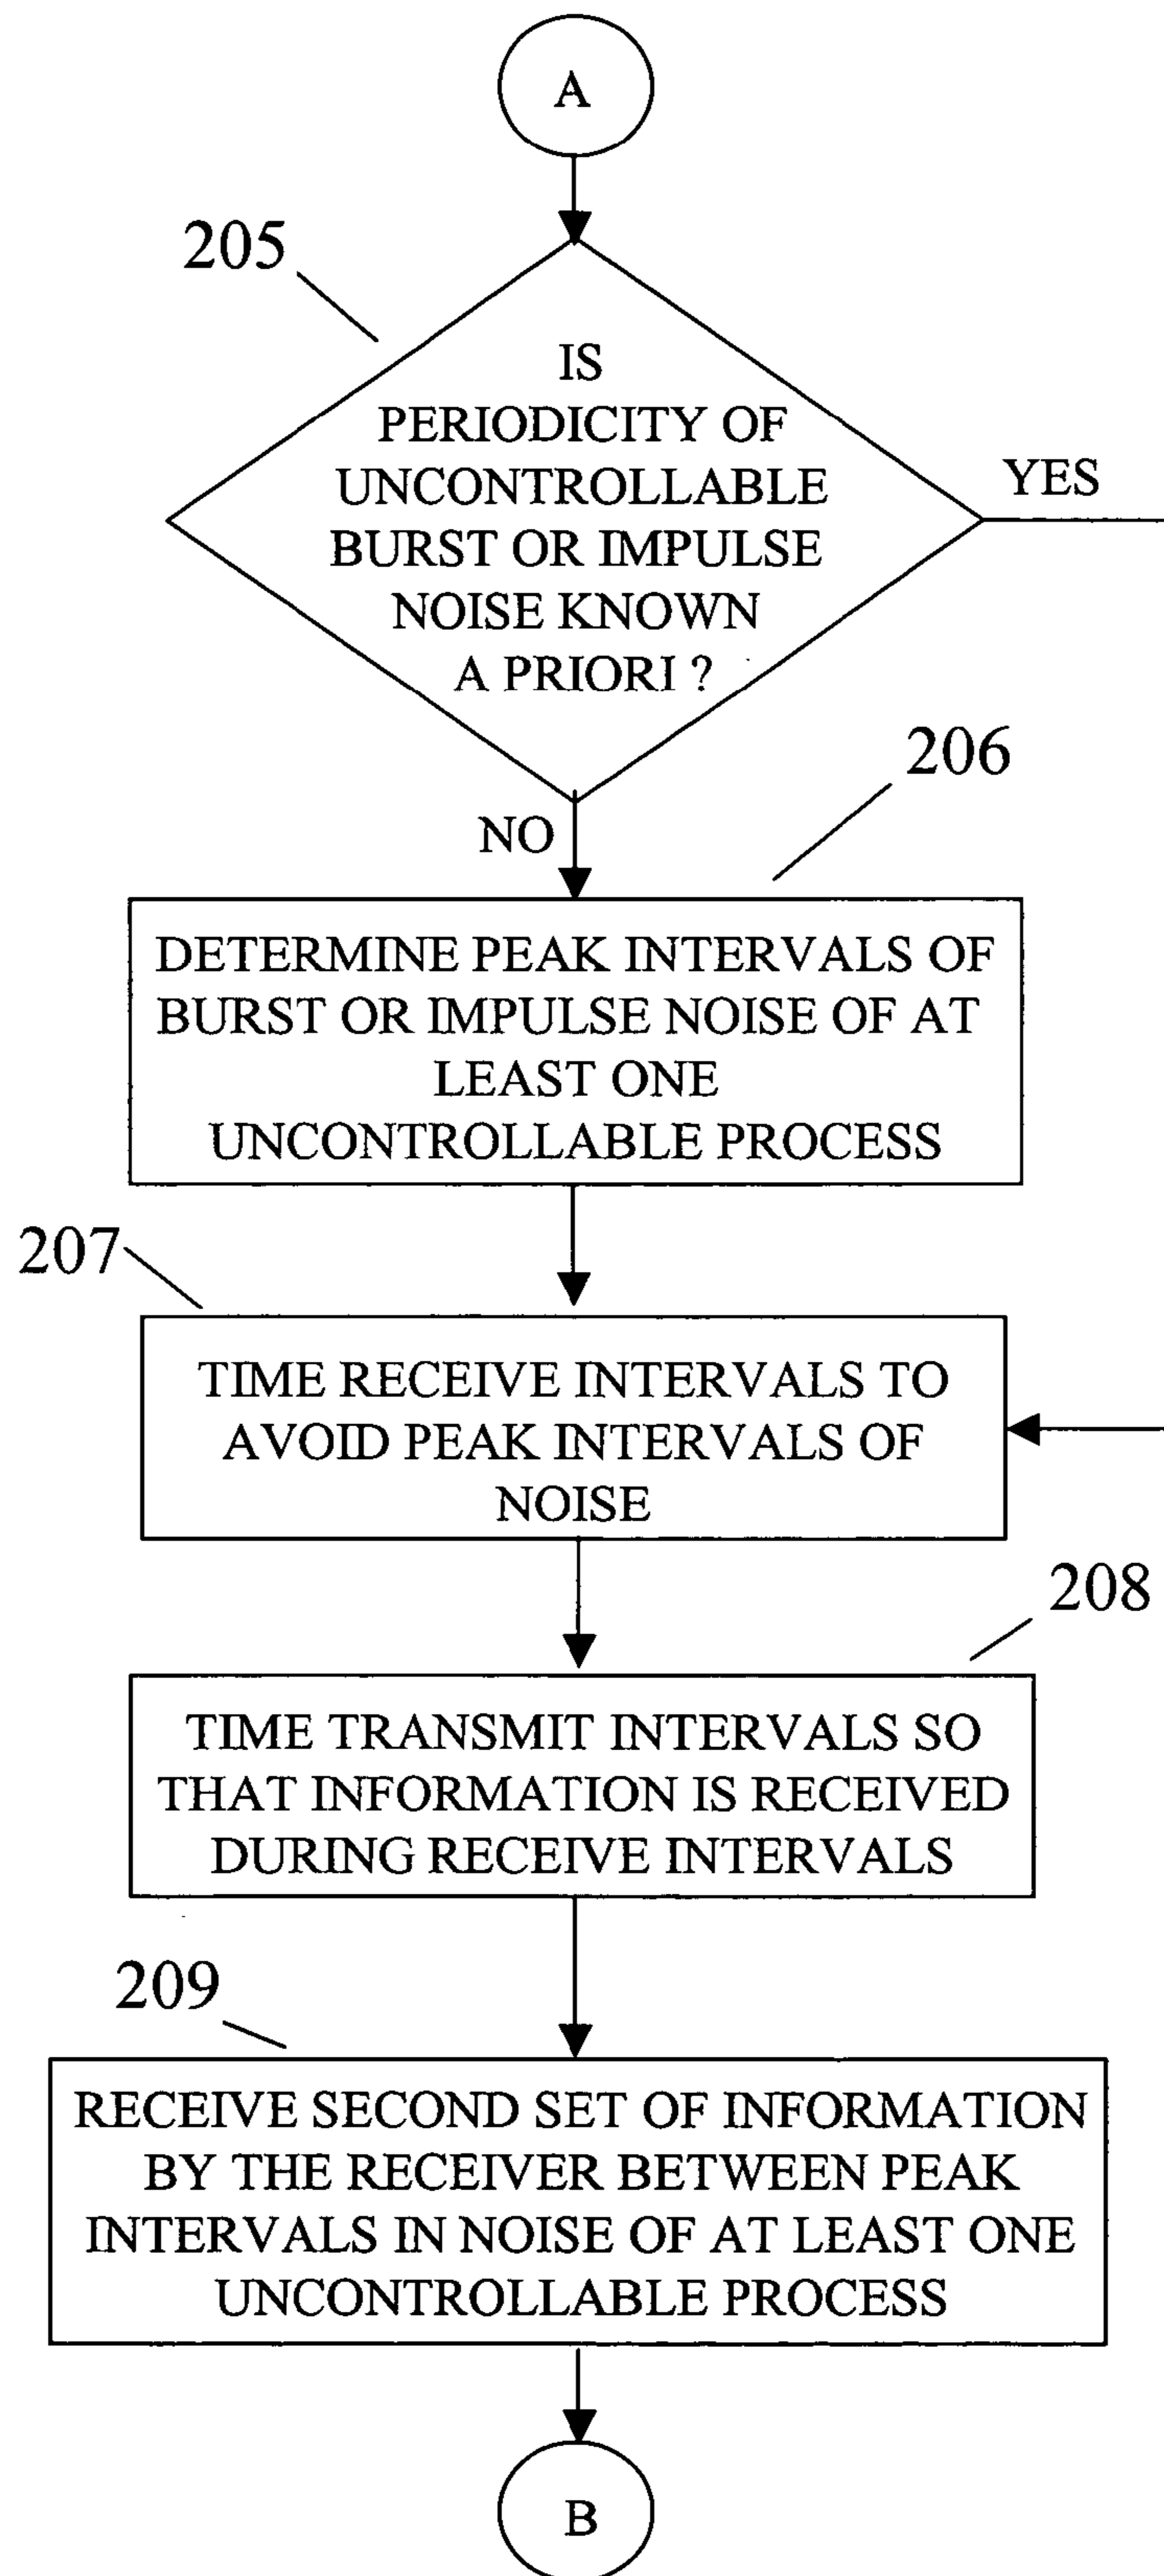 A
205
IS
PERIODICITY OF
UNCONTROLLABLE
BURST OR IMPULSE
NOISE KNOWN
A PRIORI ?
YES
206
NO
DETERMINE PEAK INTERVALS OF
BURST OR IMPULSE NOISE OF AT
LEAST ONE
UNCONTROLLABLE PROCESS
207
TIME RECEIVE INTERVALS TO
AVOID PEAK INTERVALS OF
NOISE
208
TIME TRANSMIT INTERVALS SO
THAT INFORMATION IS RECEIVED
DURING RECEIVE INTERVALS
209
RECEIVE SECOND SET OF INFORMATION
BY THE RECEIVER BETWEEN PEAK
INTERVALS IN NOISE OF AT LEAST ONE
UNCONTROLLABLE PROCESS
B